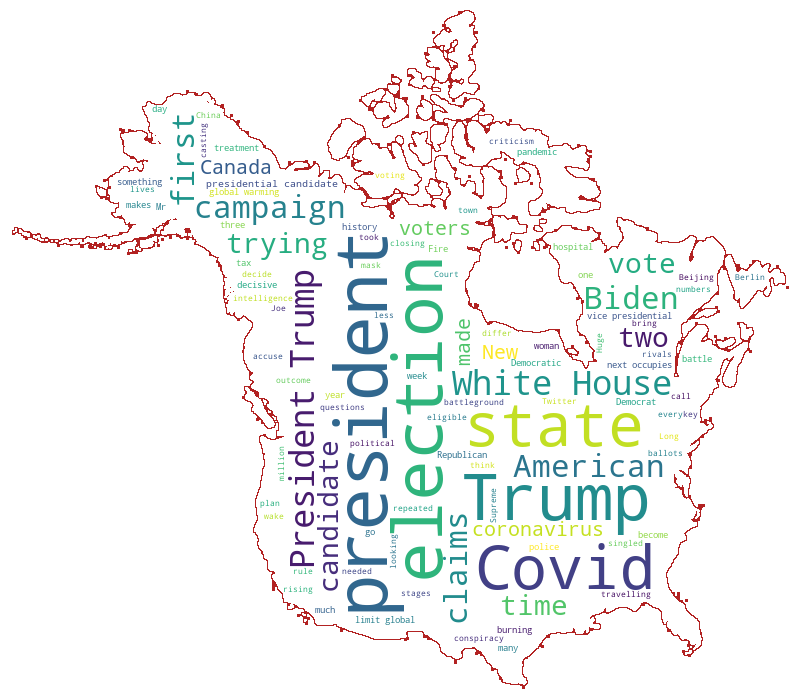 day
China
first
casting
treatment
criticism
pandemic
something
lives
Canada
presidential candidate
global warming
voting
makes
Mr
campaign
town
three
history
voters
took
closing
Fire
trying
hospital
tax
mask
Court
decide
decisive
one
vote
Beijing
Berlin
intelligence
numbers
Biden
Joe
president
election
less
President Trump
vice presidential
bring
differ
made
New
woman
Huge
two
rivals
accuse
Democratic
next occupies
battle
outcome
week
White House
call
year
questions
battleground
Twitter
Democrat
eligible
state
every
key
Long
political
candidate
Republican
think
American
ballots
million
Trump
Supreme
plan
repeated
wake
go
claims
coronavirus
become
looking
police
singled
rule
needed
Covid
rising
stages
travelling
much
time
limit global
burning
conspiracy
many